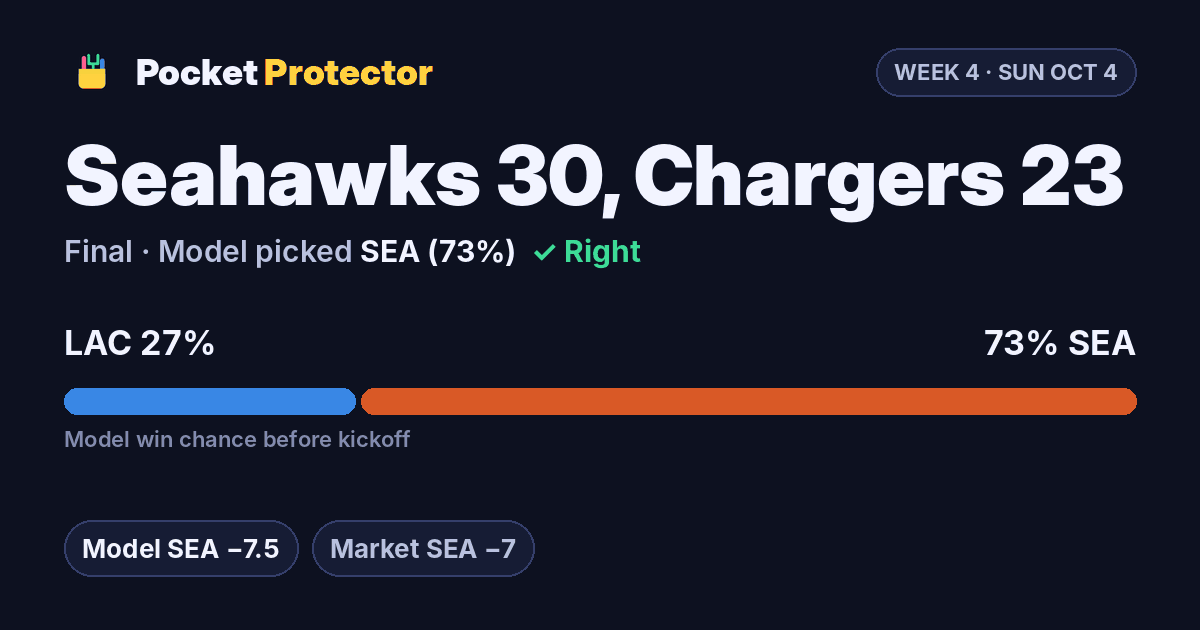 Pocket Protector
WEEK 4 · SUN OCT 4
Seahawks 30, Chargers 23
Final · Model picked SEA (73%) ✓ Right
LAC 27%
73% SEA
Model win chance before kickoff
Model SEA −7.5
Market SEA −7